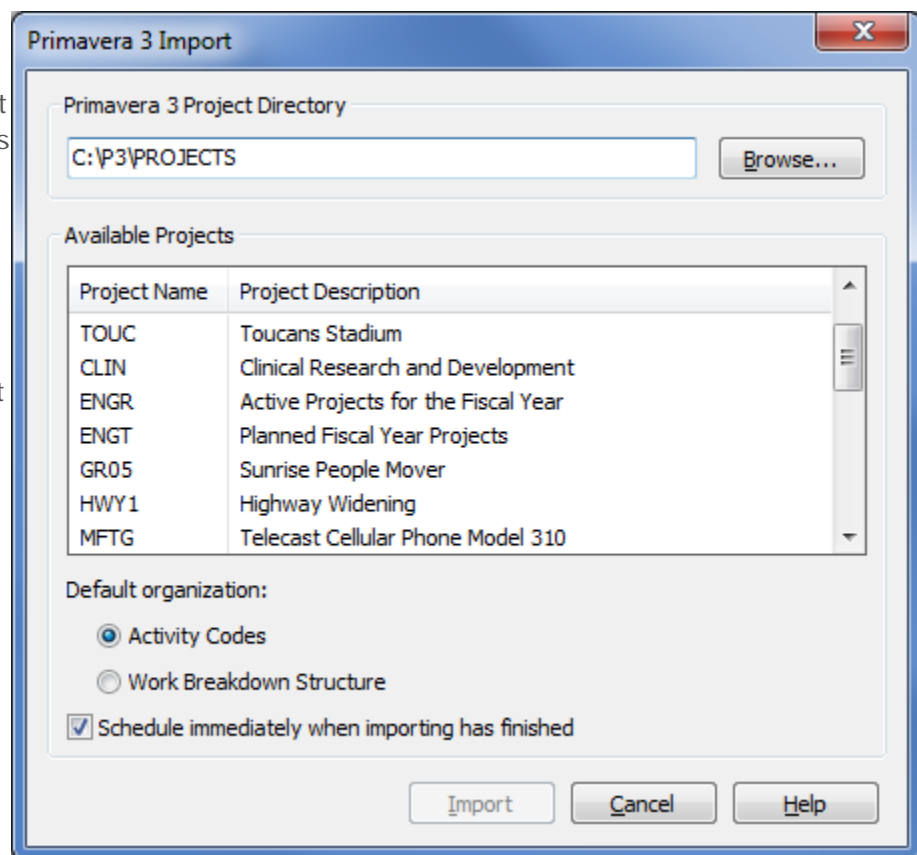 Primavera 3 Import
t
s
Primavera 3 Project Directory
C:\P3\PROJECTS
Browse...
Available Projects
Project Name Project Description
TOUC Toucans Stadium
CLIN Clinical Research and Development
ENGR Active Projects for the Fiscal Year
t
ENGT Planned Fiscal Year Projects
GR05 Sunrise People Mover
HWY1 Highway Widening
MFTG Telecast Cellular Phone Model 310
Default organization:
Activity Codes
Work Breakdown Structure
Schedule immediately when importing has finished
Import Cancel Help